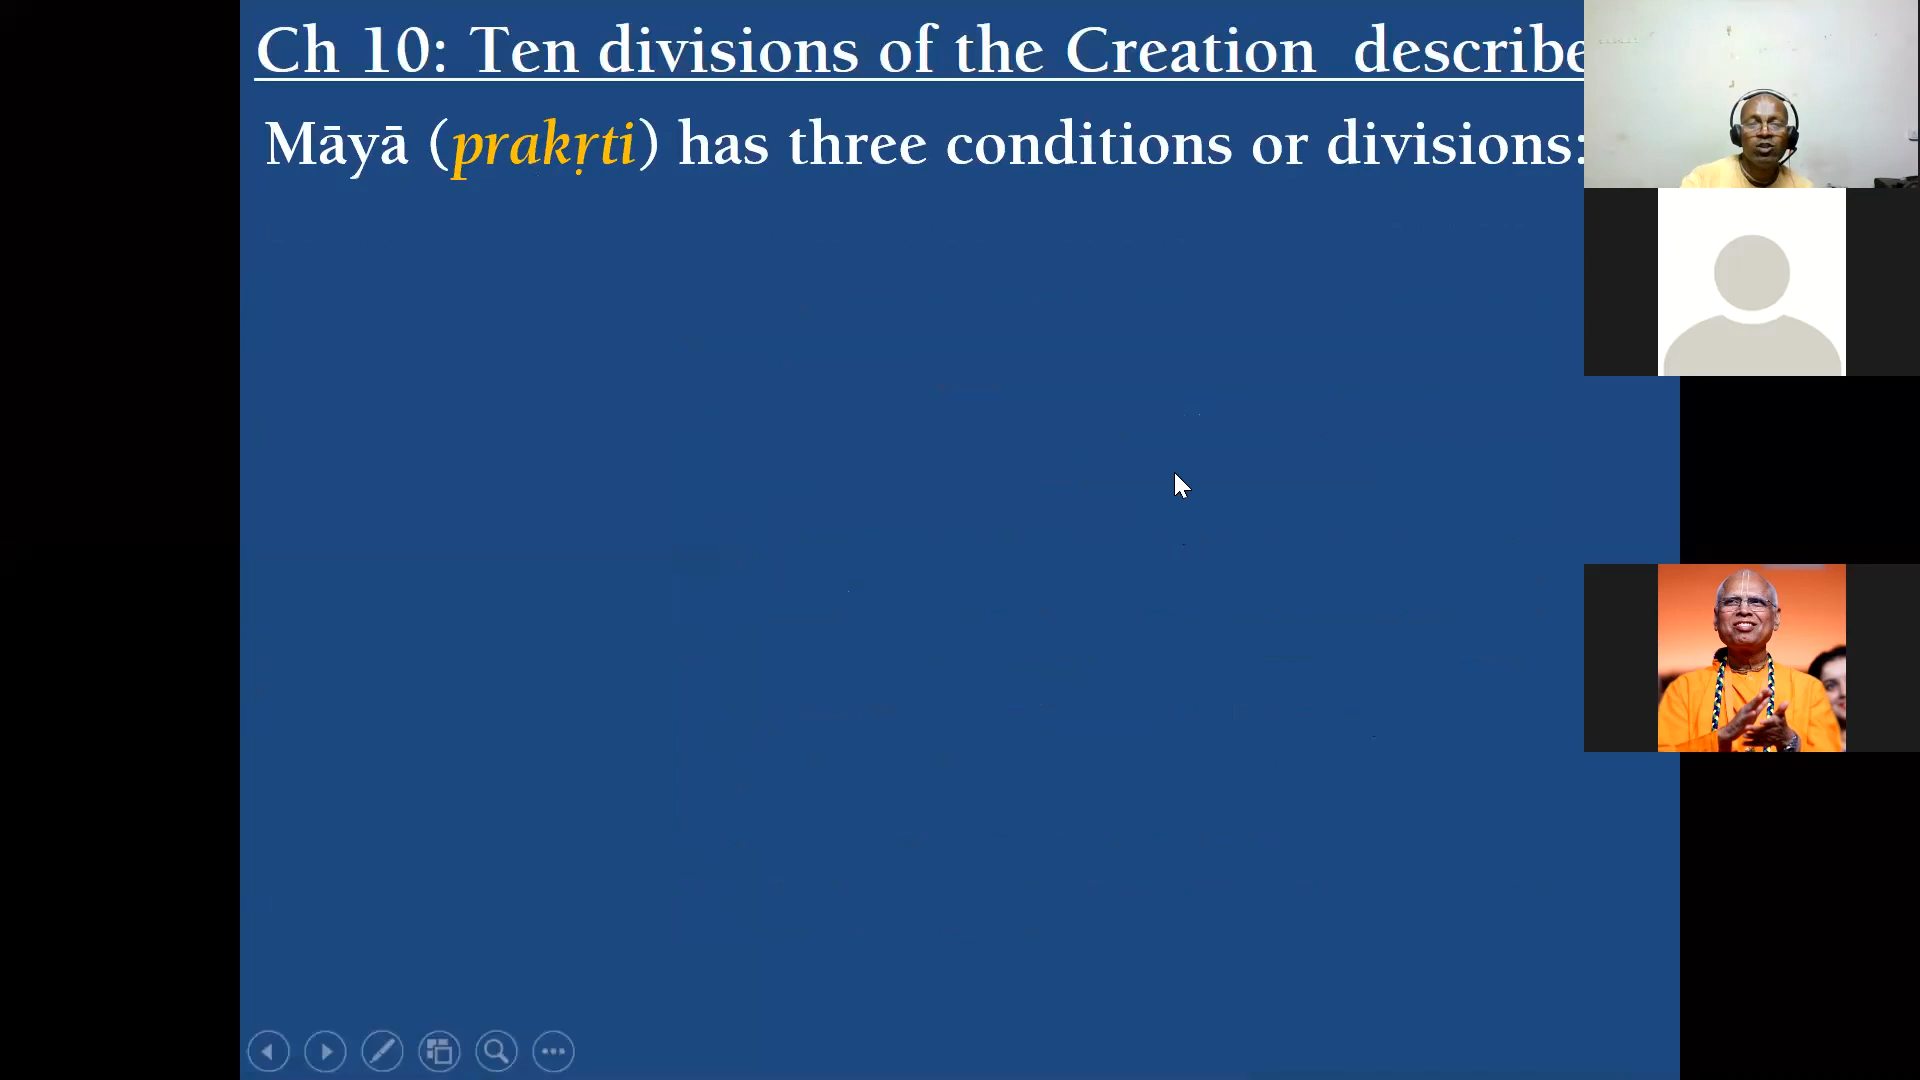 Ch 10: Ten divisions of the Creation describe
Māyā (prakṛti) has three conditions or divisions: